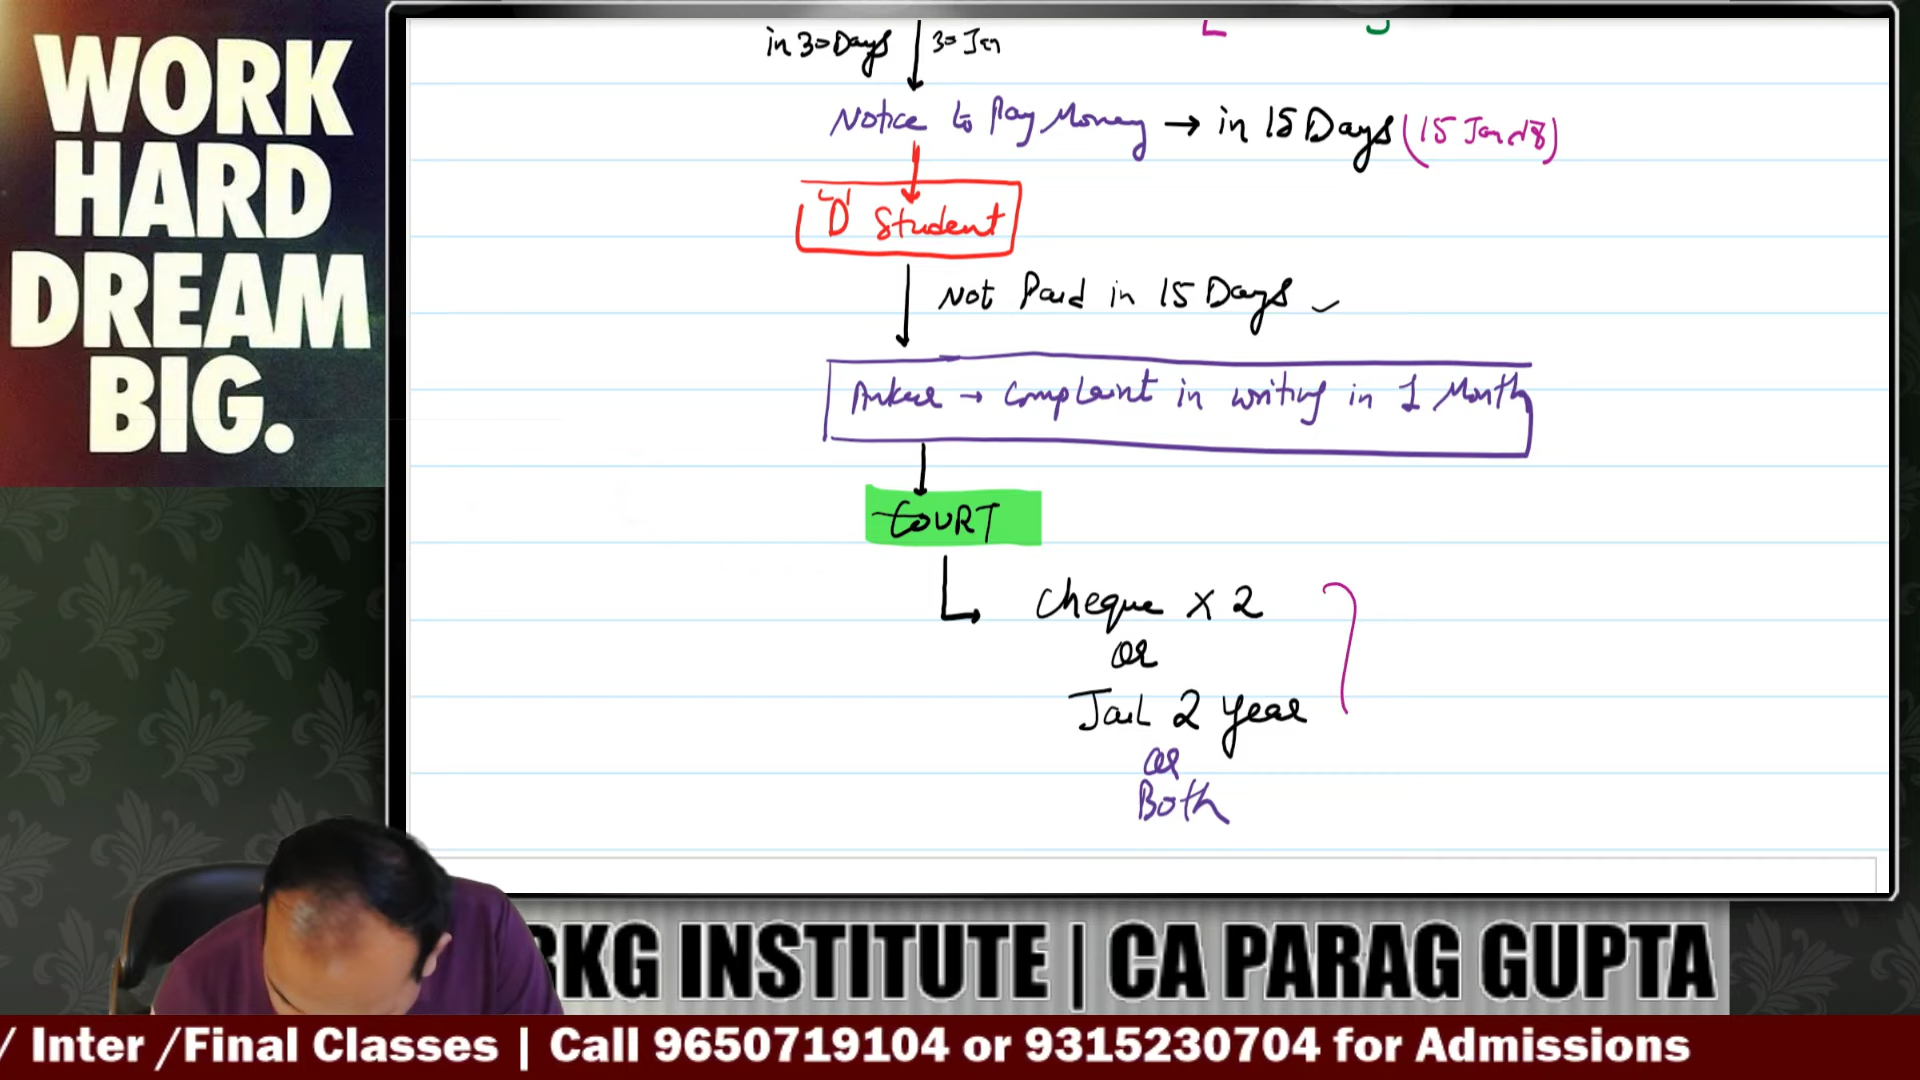 WORK
HARD
DREAM
BIG.
in 30 Days 30 Jan
Notice to Pay Money → in 15 Days (15 Jan 18)
"D" Student
Not Paid in 15 Days ✓
→ Complaint in writing in 1 Month
COURT
Cheque x 2
or
Jail 2 year
or
Both
RKG INSTITUTE | CA PARAG GUPTA
/ Inter /Final Classes | Call 9650719104 or 9315230704 for Admissions